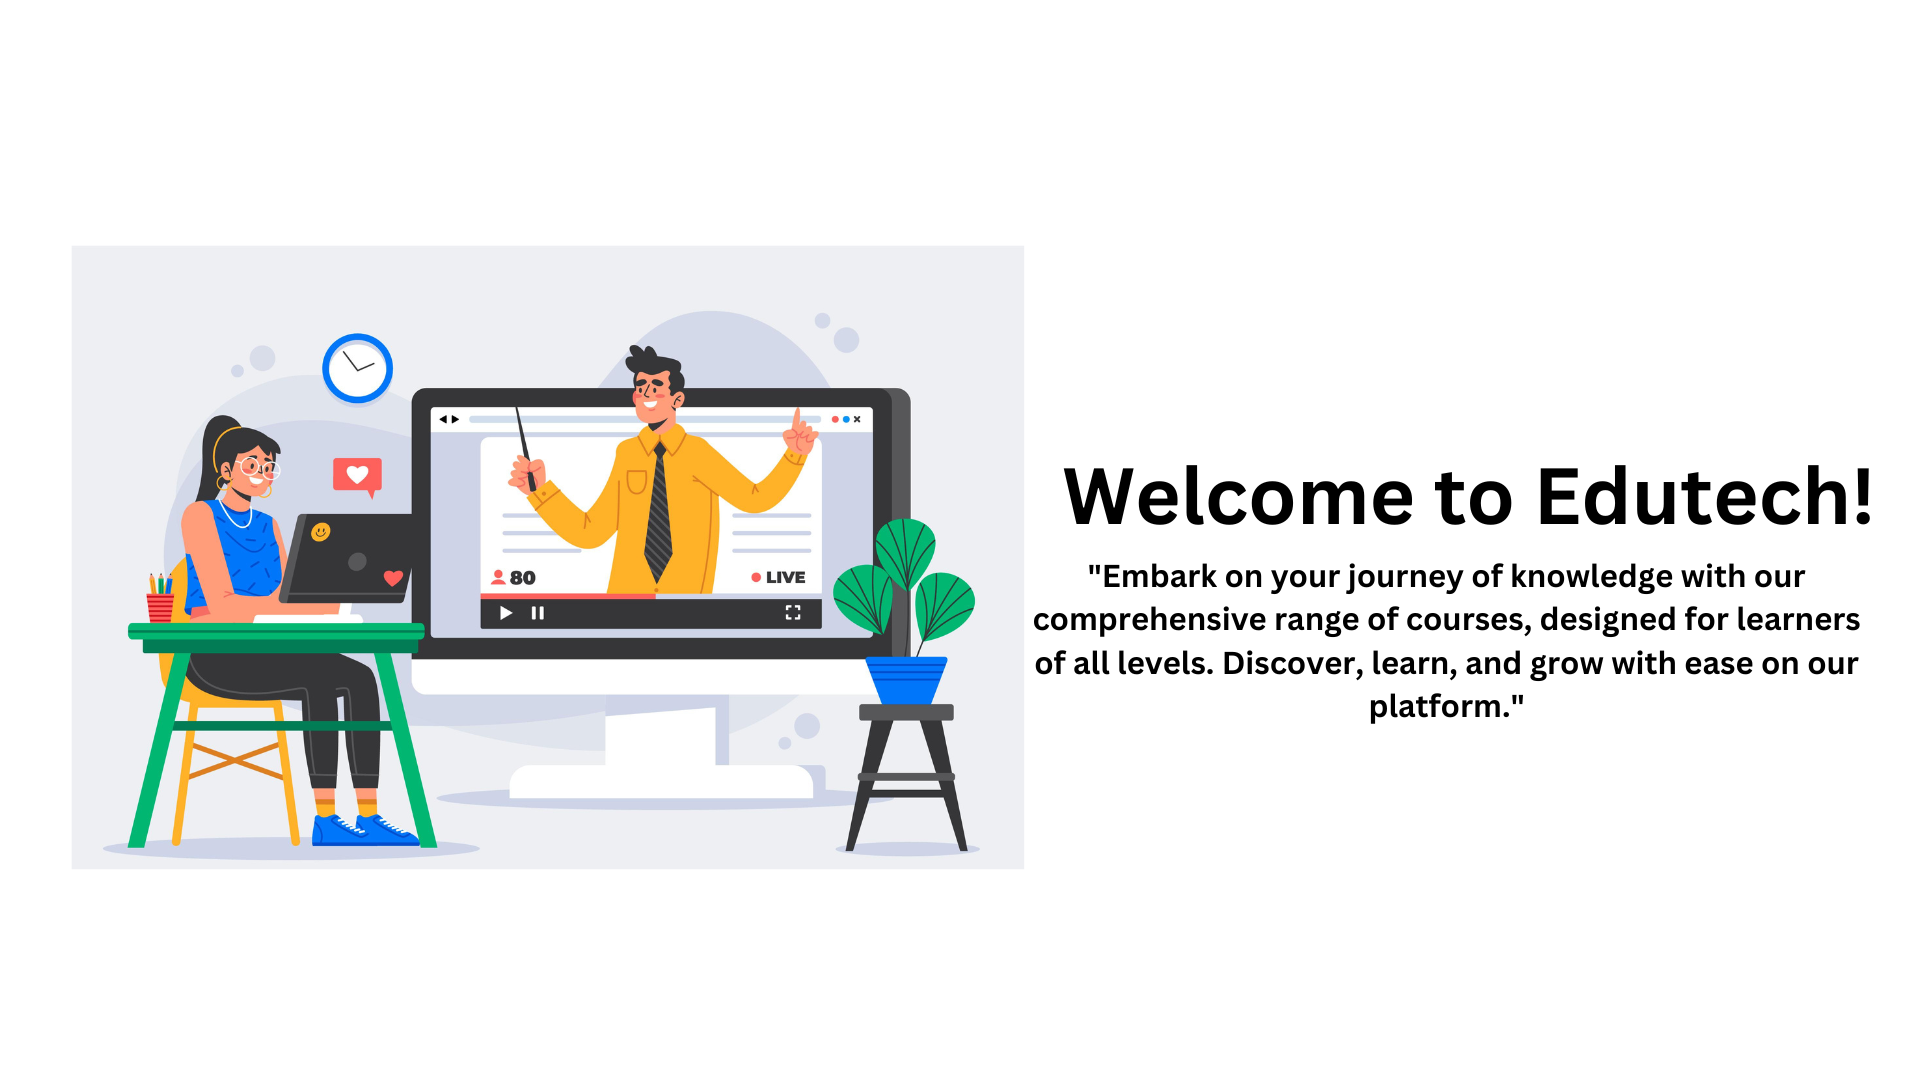 80
LIVE
Welcome to Edutech!
"Embark on your journey of knowledge with our
comprehensive range of courses, designed for learners
of all levels. Discover, learn, and grow with ease on our
platform."